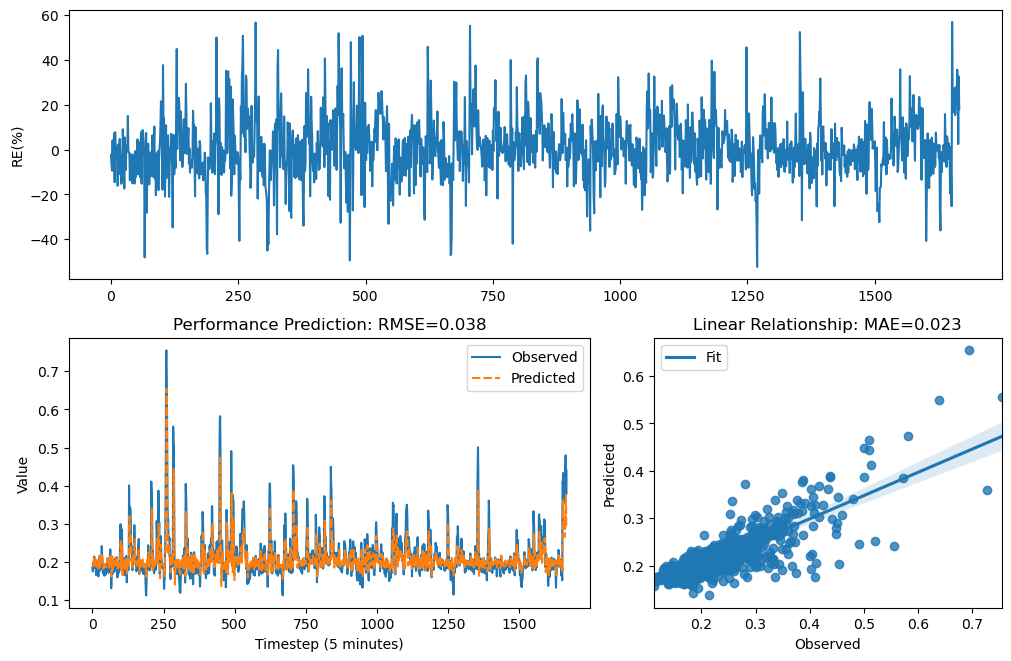 60
40
20
0
−20
−40
RE(%)
0 250 500 750 1000 1250 1500
Performance Prediction: RMSE=0.038
0.7
0.6
0.5
0.4
0.3
0.2
0.1
Value
Observed
Predicted
0 250 500 750 1000 1250 1500
Timestep (5 minutes)
Linear Relationship: MAE=0.023
Fit
0.6
0.5
0.4
0.3
0.2
Predicted
0.2 0.3 0.4 0.5 0.6 0.7
Observed